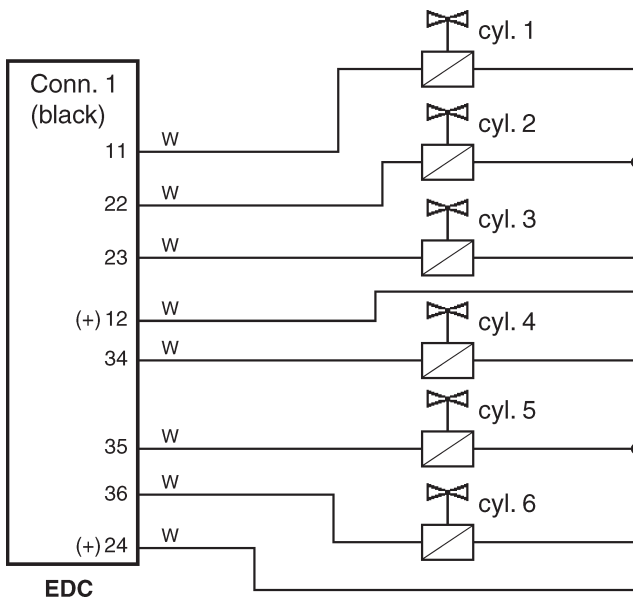 cyl. 1
Conn. 1
(black)
11 W
cyl. 2
22 W
cyl. 3
23 W
(+) 12 W
cyl. 4
34 W
cyl. 5
35 W
36 W
cyl. 6
(+) 24 W
EDC